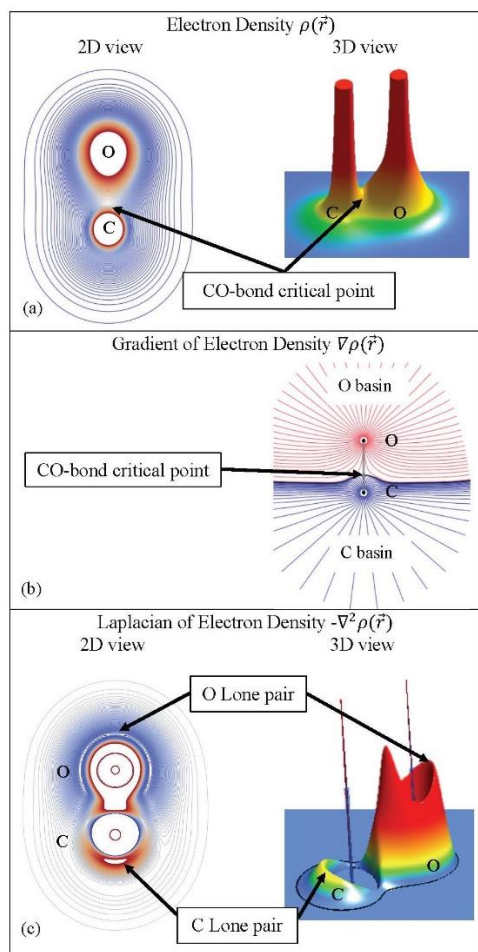 Electron Density ρ(r⃗)
2D view 3D view
O
C
C O
CO-bond critical point
(a)
Gradient of Electron Density ∇ρ(r⃗)
O basin
O
CO-bond critical point
C
C basin
(b)
Laplacian of Electron Density -∇²ρ(r⃗)
2D view 3D view
O Lone pair
O
C
O
C
C Lone pair
(c)